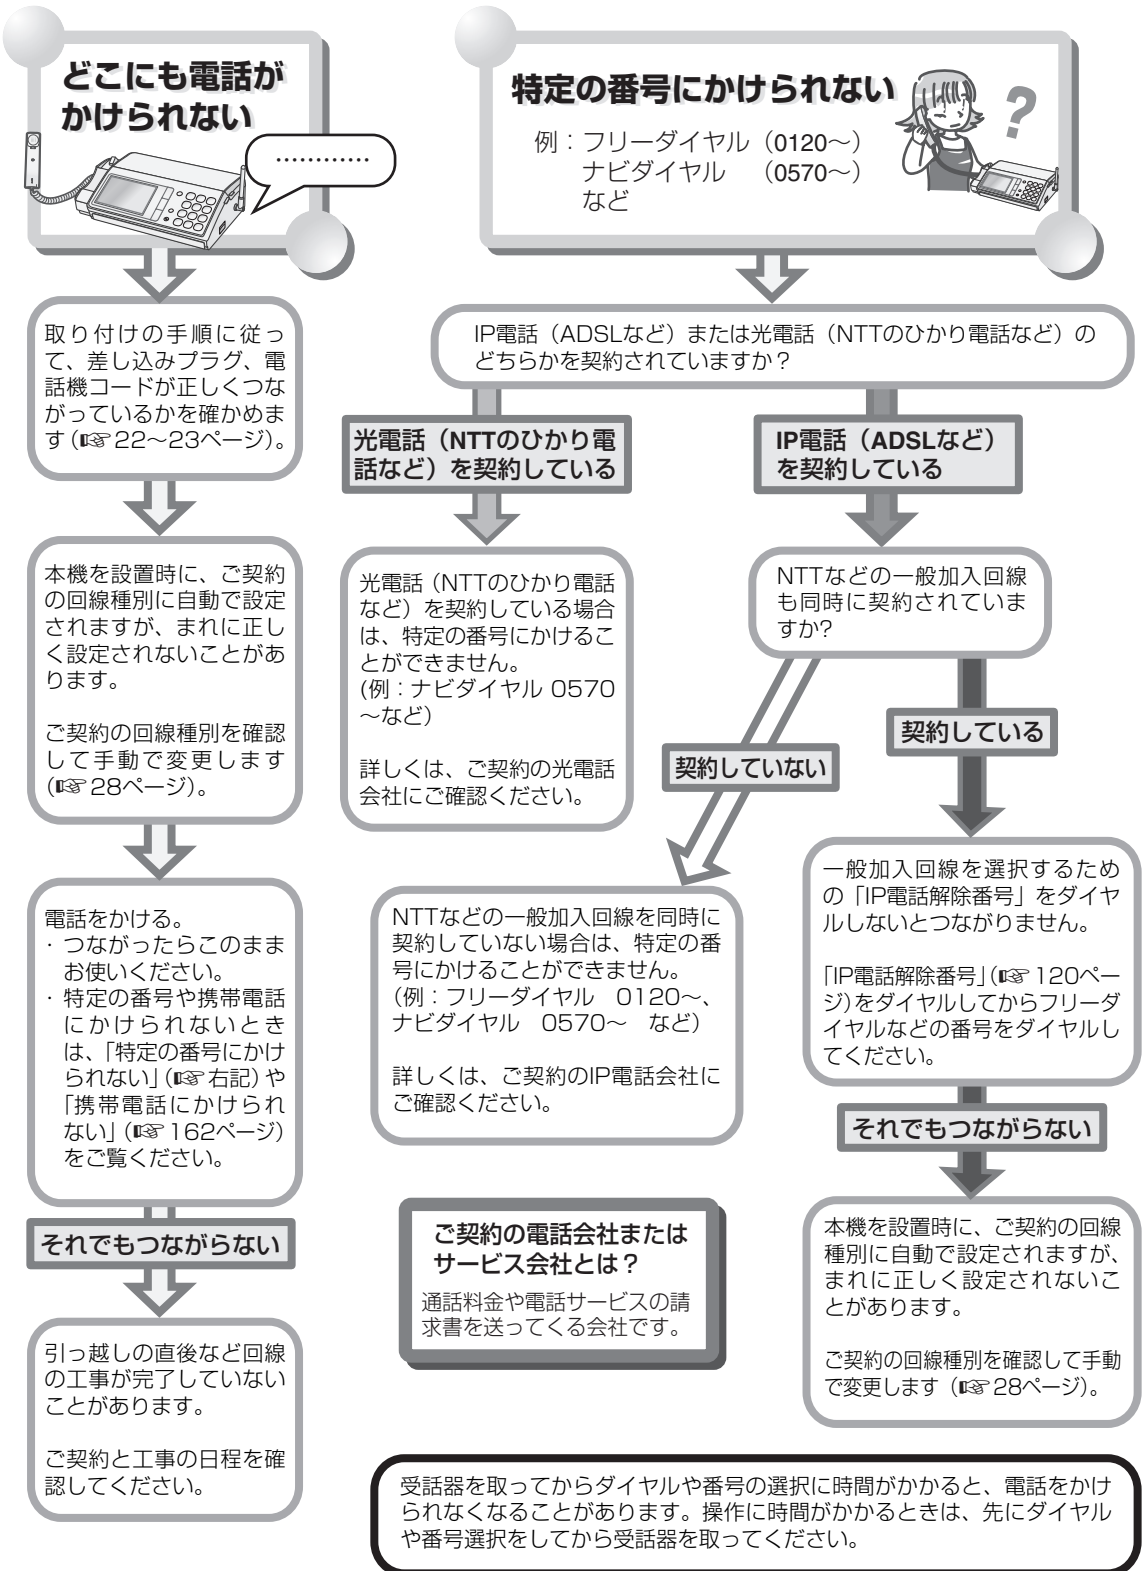 どこにも電話が
かけられない
…………
取り付けの手順に従っ
て、差し込みプラグ、電
話機コードが正しくつな
がっているかを確かめま
す(☞22～23ページ)。
本機を設置時に、ご契約
の回線種別に自動で設定
されますが、まれに正し
く設定されないことがあ
ります。
ご契約の回線種別を確認
して手動で変更します
(☞28ページ)。
電話をかける。
・つながったらこのまま
お使いください。
・特定の番号や携帯電話
にかけられないとき
は、「特定の番号にかけ
られない」(☞右記)や
「携帯電話にかけられ
ない」(☞162ページ)
をご覧ください。
それでもつながらない
引っ越しの直後など回線
の工事が完了していない
ことがあります。
ご契約と工事の日程を確
認してください。
特定の番号にかけられない
例：フリーダイヤル（0120～）
ナビダイヤル　（0570～）
など
?
IP電話（ADSLなど）または光電話（NTTのひかり電話など）の
どちらかを契約されていますか？
光電話（NTTのひかり電
話など）を契約している
光電話（NTTのひかり電話
など）を契約している場合
は、特定の番号にかけるこ
とができません。
(例：ナビダイヤル 0570
～など)
詳しくは、ご契約の光電話
会社にご確認ください。
IP電話（ADSLなど）
を契約している
NTTなどの一般加入回線
も同時に契約されていま
すか?
契約していない
NTTなどの一般加入回線を同時に
契約していない場合は、特定の番
号にかけることができません。
（例：フリーダイヤル　0120～、
ナビダイヤル　0570～　など）
詳しくは、ご契約のIP電話会社に
ご確認ください。
契約している
一般加入回線を選択するため
の「IP電話解除番号」をダイヤ
ルしないとつながりません。
「IP電話解除番号」(☞120ペー
ジ)をダイヤルしてからフリーダ
イヤルなどの番号をダイヤルし
てください。
それでもつながらない
本機を設置時に、ご契約の回線
種別に自動で設定されますが、
まれに正しく設定されないこ
とがあります。
ご契約の回線種別を確認して手動
で変更します（☞28ページ）。
ご契約の電話会社または
サービス会社とは？
通話料金や電話サービスの請
求書を送ってくる会社です。
受話器を取ってからダイヤルや番号の選択に時間がかかると、電話をかけ
られなくなることがあります。操作に時間がかかるときは、先にダイヤル
や番号選択をしてから受話器を取ってください。